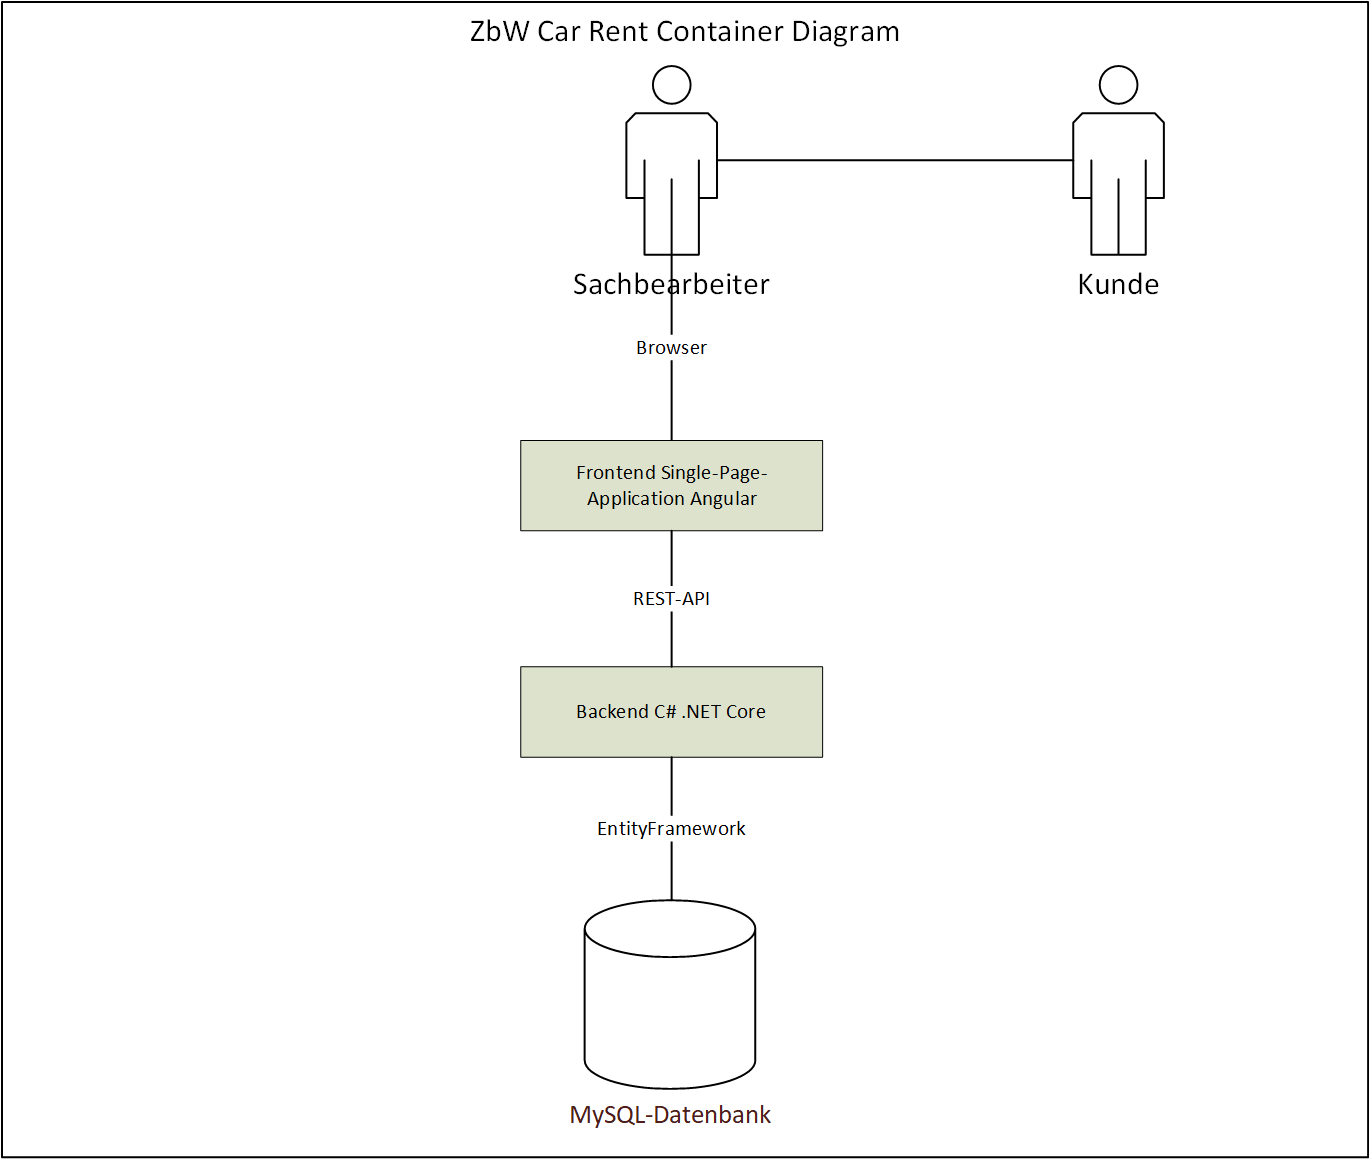 ZbW Car Rent Container Diagram
Sachbearbeiter
Kunde
Browser
Frontend Single-Page-
Application Angular
REST-API
Backend C# .NET Core
EntityFramework
MySQL-Datenbank